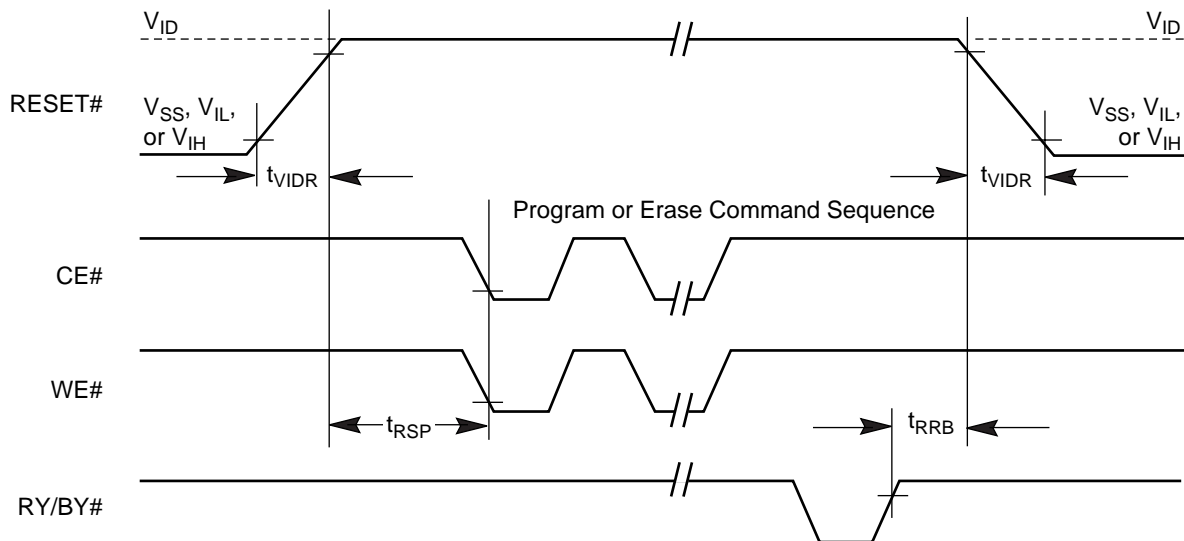 VID VID
RESET#
VSS, VIL,
or VIH
VSS, VIL,
or VIH
tVIDR tVIDR
Program or Erase Command Sequence
CE#
WE#
tRSP tRRB
RY/BY#